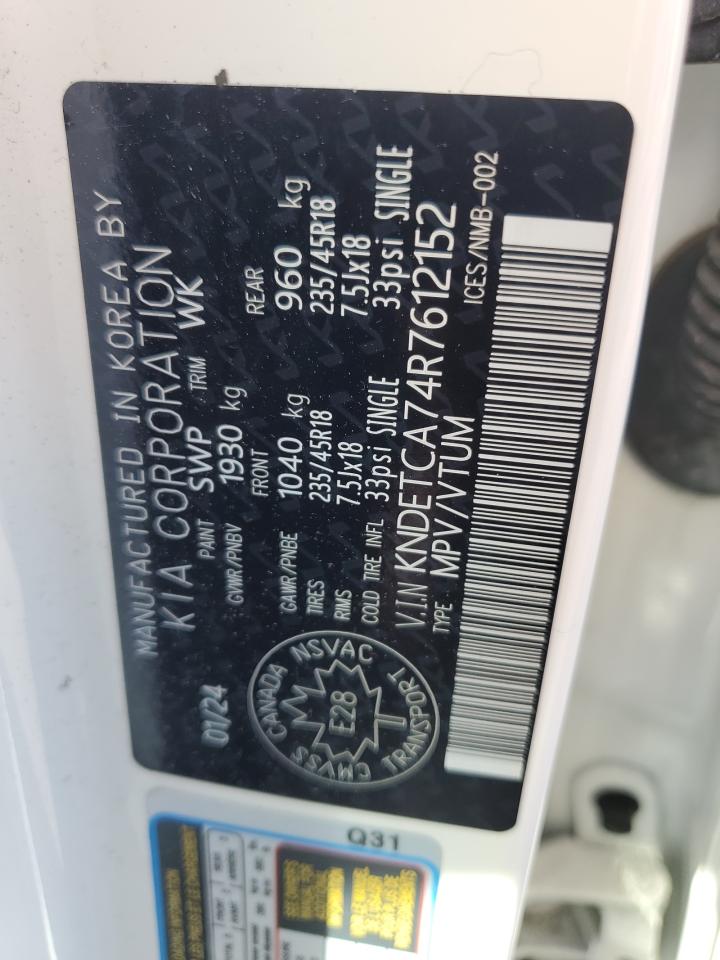 MANUFACTURED IN KOREA BY
KIA CORPORATION
01/24
PAINT SWP TRIM WK
GVWR/PNBV 1930 kg
FRONT REAR
GAWR/PNBE 1040 kg 960 kg
TIRES 235/45R18 235/45R18
RIMS 7.5Jx18 7.5Jx18
COLD TIRE INFL 33psi SINGLE 33psi SINGLE
V.I.N KNDETCA74R7612152
TYPE MPV/VTUM
ICES/NMB-002
CANADA NSVAC
E28
CMVSS TRANSPORT
Q31